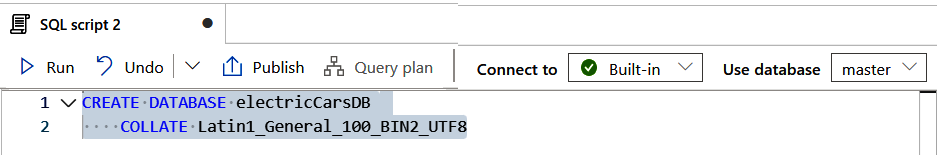 SQL script 2
Run Undo Publish Query plan Connect to Built-in Use database master
1 CREATE DATABASE electricCarsDB
2 COLLATE Latin1_General_100_BIN2_UTF8